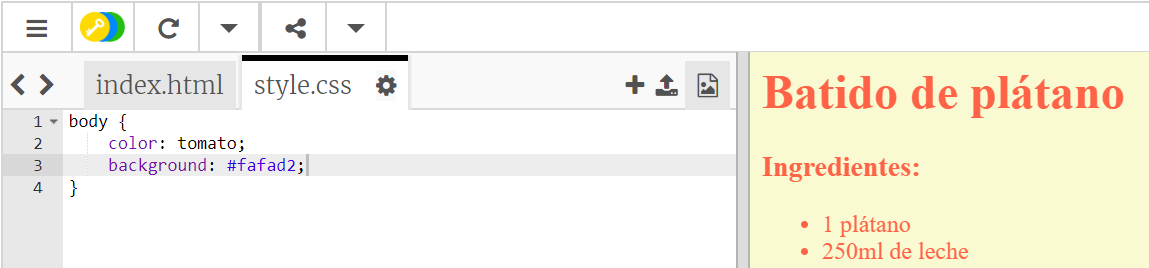 index.html
style.css
1 body {
2 color: tomato;
3 background: #fafad2;
4 }
Batido de plátano
Ingredientes:
• 1 plátano
• 250ml de leche